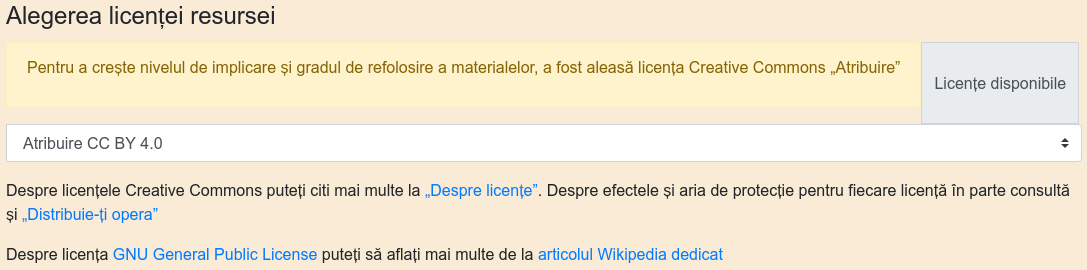 Alegerea licenței resursei
Pentru a crește nivelul de implicare și gradul de refolosire a materialelor, a fost aleasă licența Creative Commons „Atribuire”
Licențe disponibile
Atribuire CC BY 4.0
Despre licențele Creative Commons puteți citi mai multe la „Despre licențe”. Despre efectele și aria de protecție pentru fiecare licență în parte consultă
și „Distribuie-ți opera”
Despre licența GNU General Public License puteți să aflați mai multe de la articolul Wikipedia dedicat